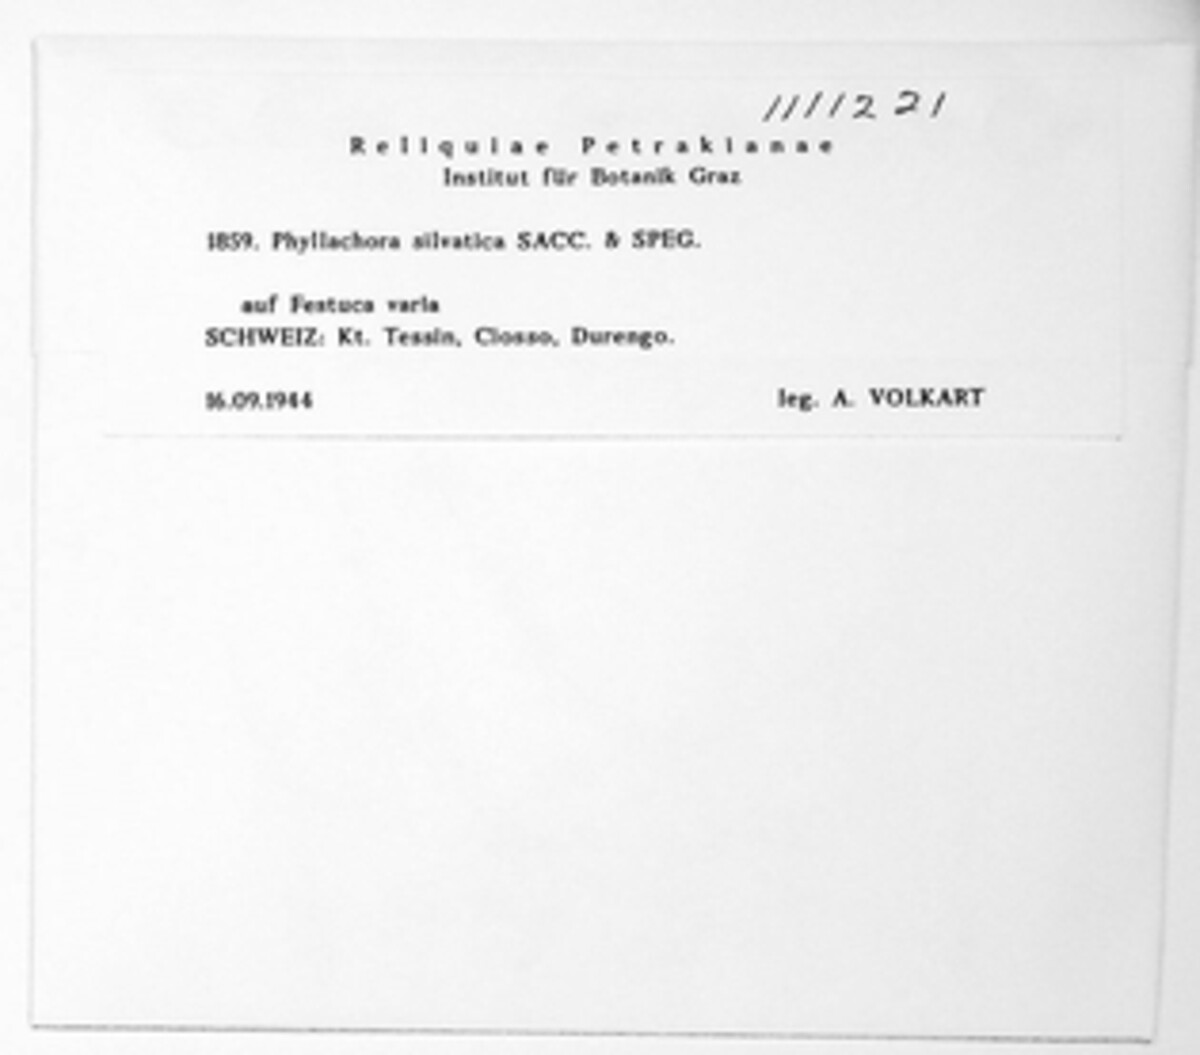 1111221
Reliquiae Petrakianae
Institut für Botanik Graz
1859. Phyllachora silvatica SACC. & SPEG.
auf Festuca varia
SCHWEIZ: Kt. Tessin, Ciosso, Durengo.
16.09.1944 leg. A. VOLKART